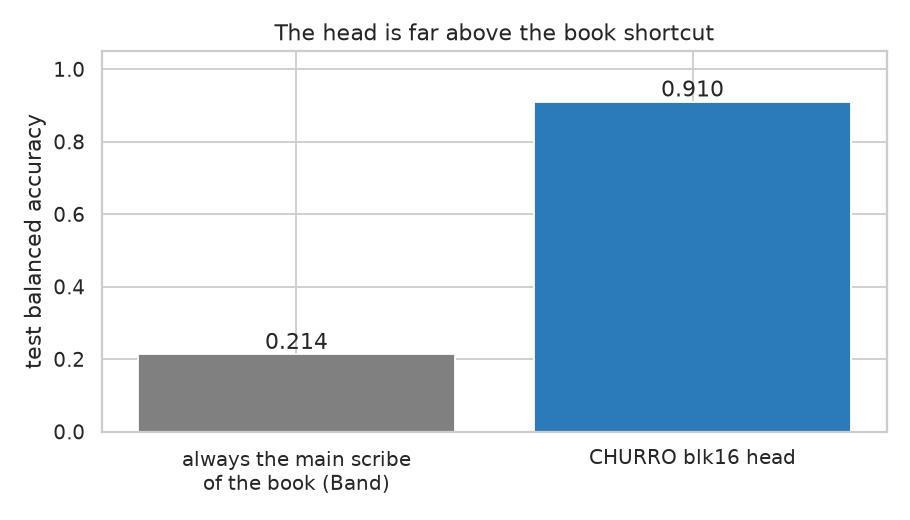 The head is far above the book shortcut
test balanced accuracy
1.0
0.8
0.6
0.4
0.2
0.0
0.214
0.910
always the main scribe
of the book (Band)
CHURRO blk16 head